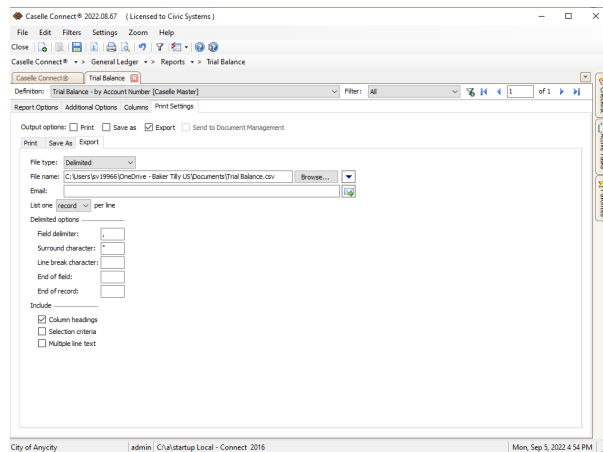 Caselle Connect® 2022.08.67   ( Licensed to Civic Systems )
File Edit Filters Settings Zoom Help
Close
Caselle Connect® • > General Ledger • > Reports • > Trial Balance
Caselle Connect® Trial Balance
Definition: Trial Balance - by Account Number [Caselle Master] Filter: All 1 of 1
Report Options Additional Options Columns Print Settings
Output options: Print Save as Export Send to Document Management
Print Save As Export
File type: Delimited
File name: C:\Users\sv19966\OneDrive - Baker Tilly US\Documents\Trial Balance.csv Browse...
Email:
List one record per line
Delimited options
Field delimiter: ,
Surround character: "
Line break character:
End of field:
End of record:
Include
Column headings
Selection criteria
Multiple line text
City of Anycity admin C:\a\startup Local - Connect 2016 Mon, Sep 5, 2022 4:54 PM